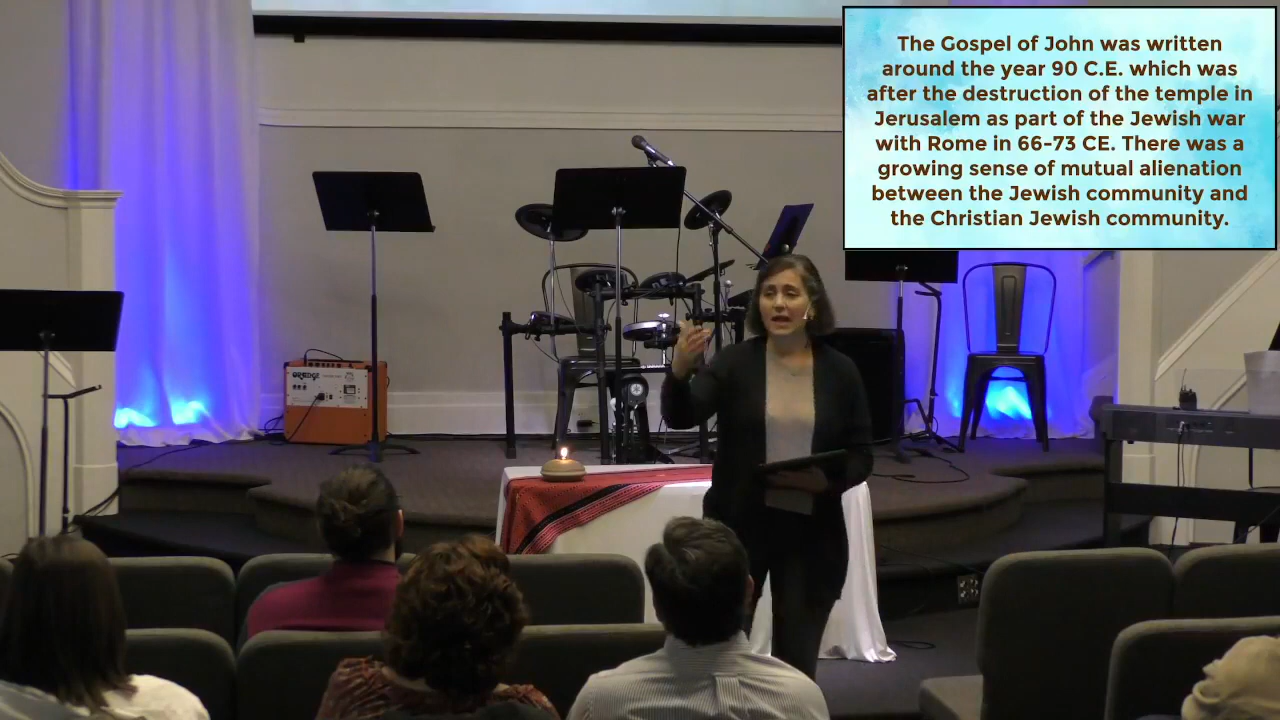 The Gospel of John was written
around the year 90 C.E. which was
after the destruction of the temple in
Jerusalem as part of the Jewish war
with Rome in 66-73 CE. There was a
growing sense of mutual alienation
between the Jewish community and
the Christian Jewish community.
ORANGE